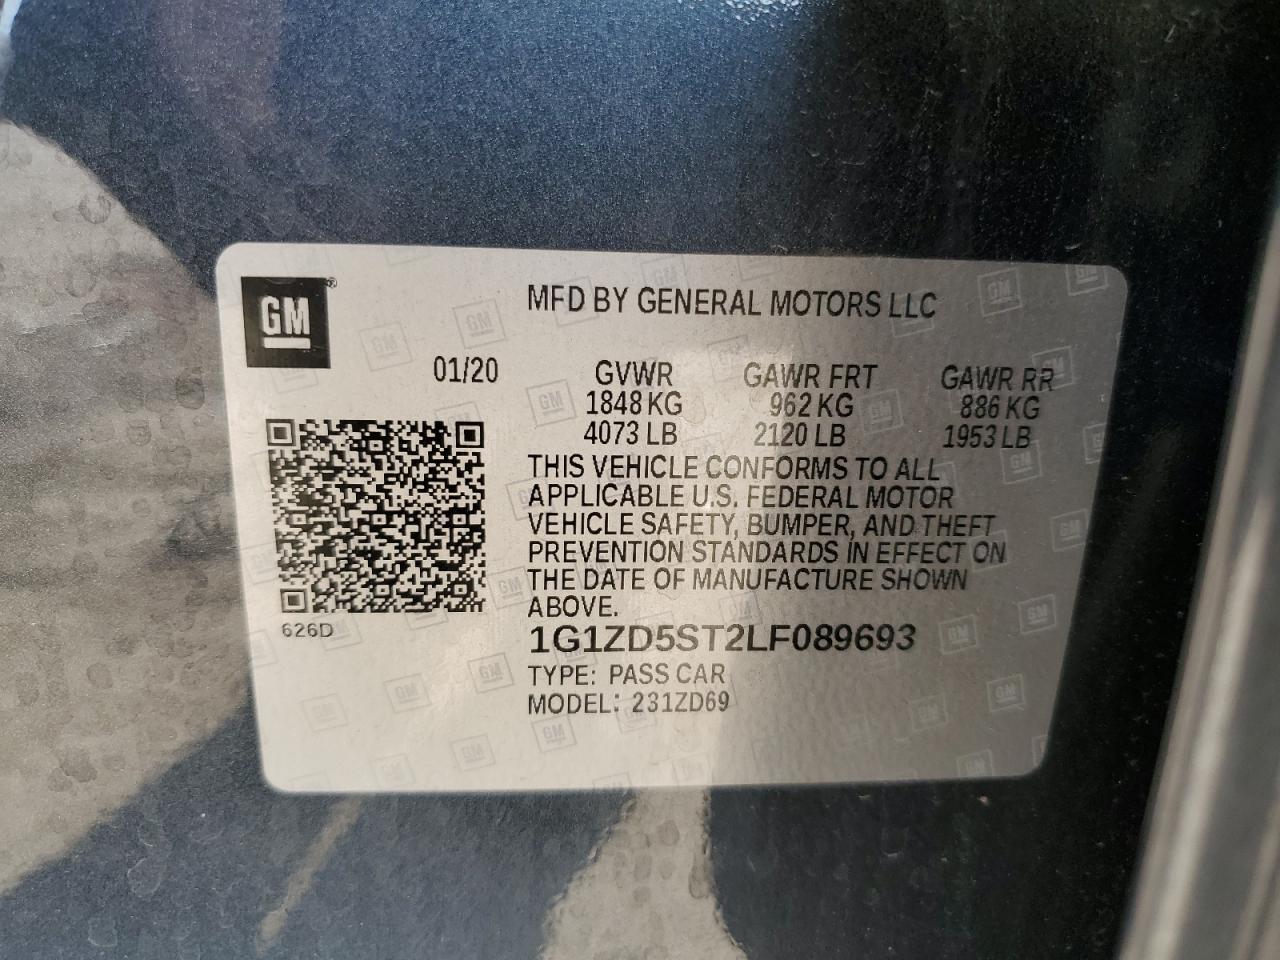 GM®
MFD BY GENERAL MOTORS LLC
01/20 GVWR GAWR FRT GAWR RR
1848 KG 962 KG 886 KG
4073 LB 2120 LB 1953 LB
THIS VEHICLE CONFORMS TO ALL
APPLICABLE U.S. FEDERAL MOTOR
VEHICLE SAFETY, BUMPER, AND THEFT
PREVENTION STANDARDS IN EFFECT ON
THE DATE OF MANUFACTURE SHOWN
ABOVE.
626D
1G1ZD5ST2LF089693
TYPE: PASS CAR
MODEL: 231ZD69